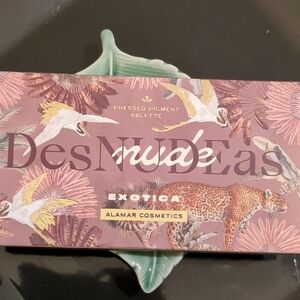 PRESSED PIGMENT
PALETTE
DesNUDEas
nude
EXOTICA
ALAMAR COSMETICS